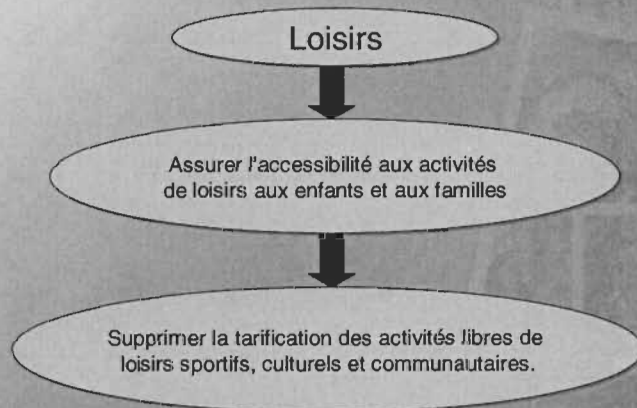 Loisirs
Assurer l'accessibilité aux activités
de loisirs aux enfants et aux familles
Supprimer la tarification des activités libres de
loisirs sportifs, culturels et communautaires.